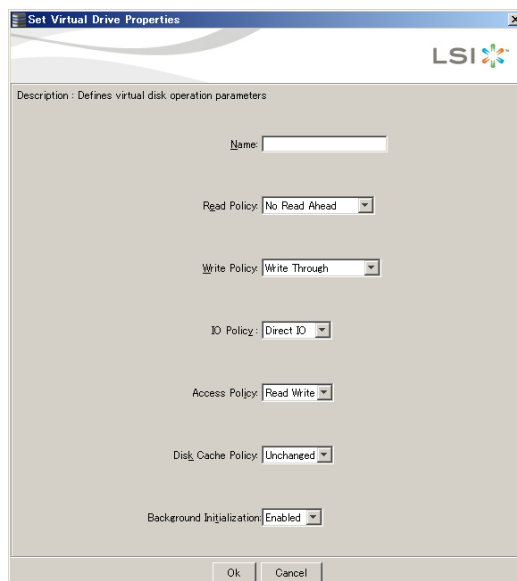 Set Virtual Drive Properties
LSI
Description : Defines virtual disk operation parameters
Name:
Read Policy: No Read Ahead
Write Policy: Write Through
IO Policy : Direct IO
Access Policy: Read Write
Disk Cache Policy: Unchanged
Background Initialization: Enabled
Ok Cancel